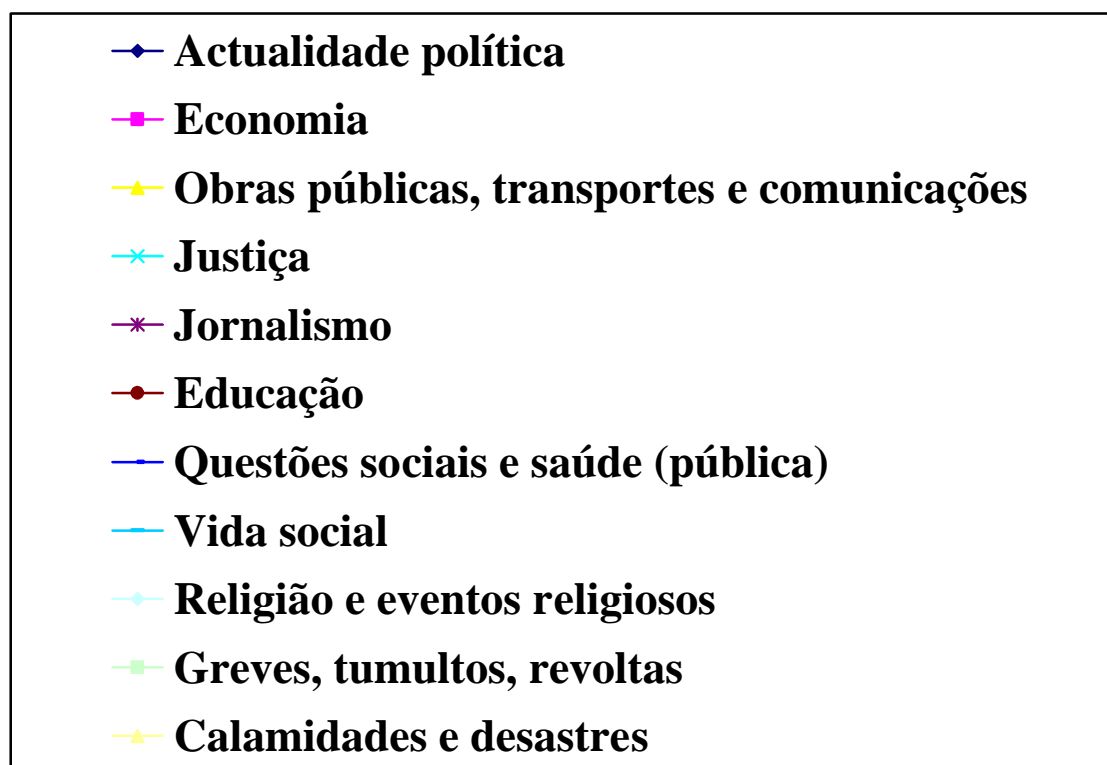 Actualidade política
Economia
Obras públicas, transportes e comunicações
Justiça
Jornalismo
Educação
Questões sociais e saúde (pública)
Vida social
Religião e eventos religiosos
Greves, tumultos, revoltas
Calamidades e desastres